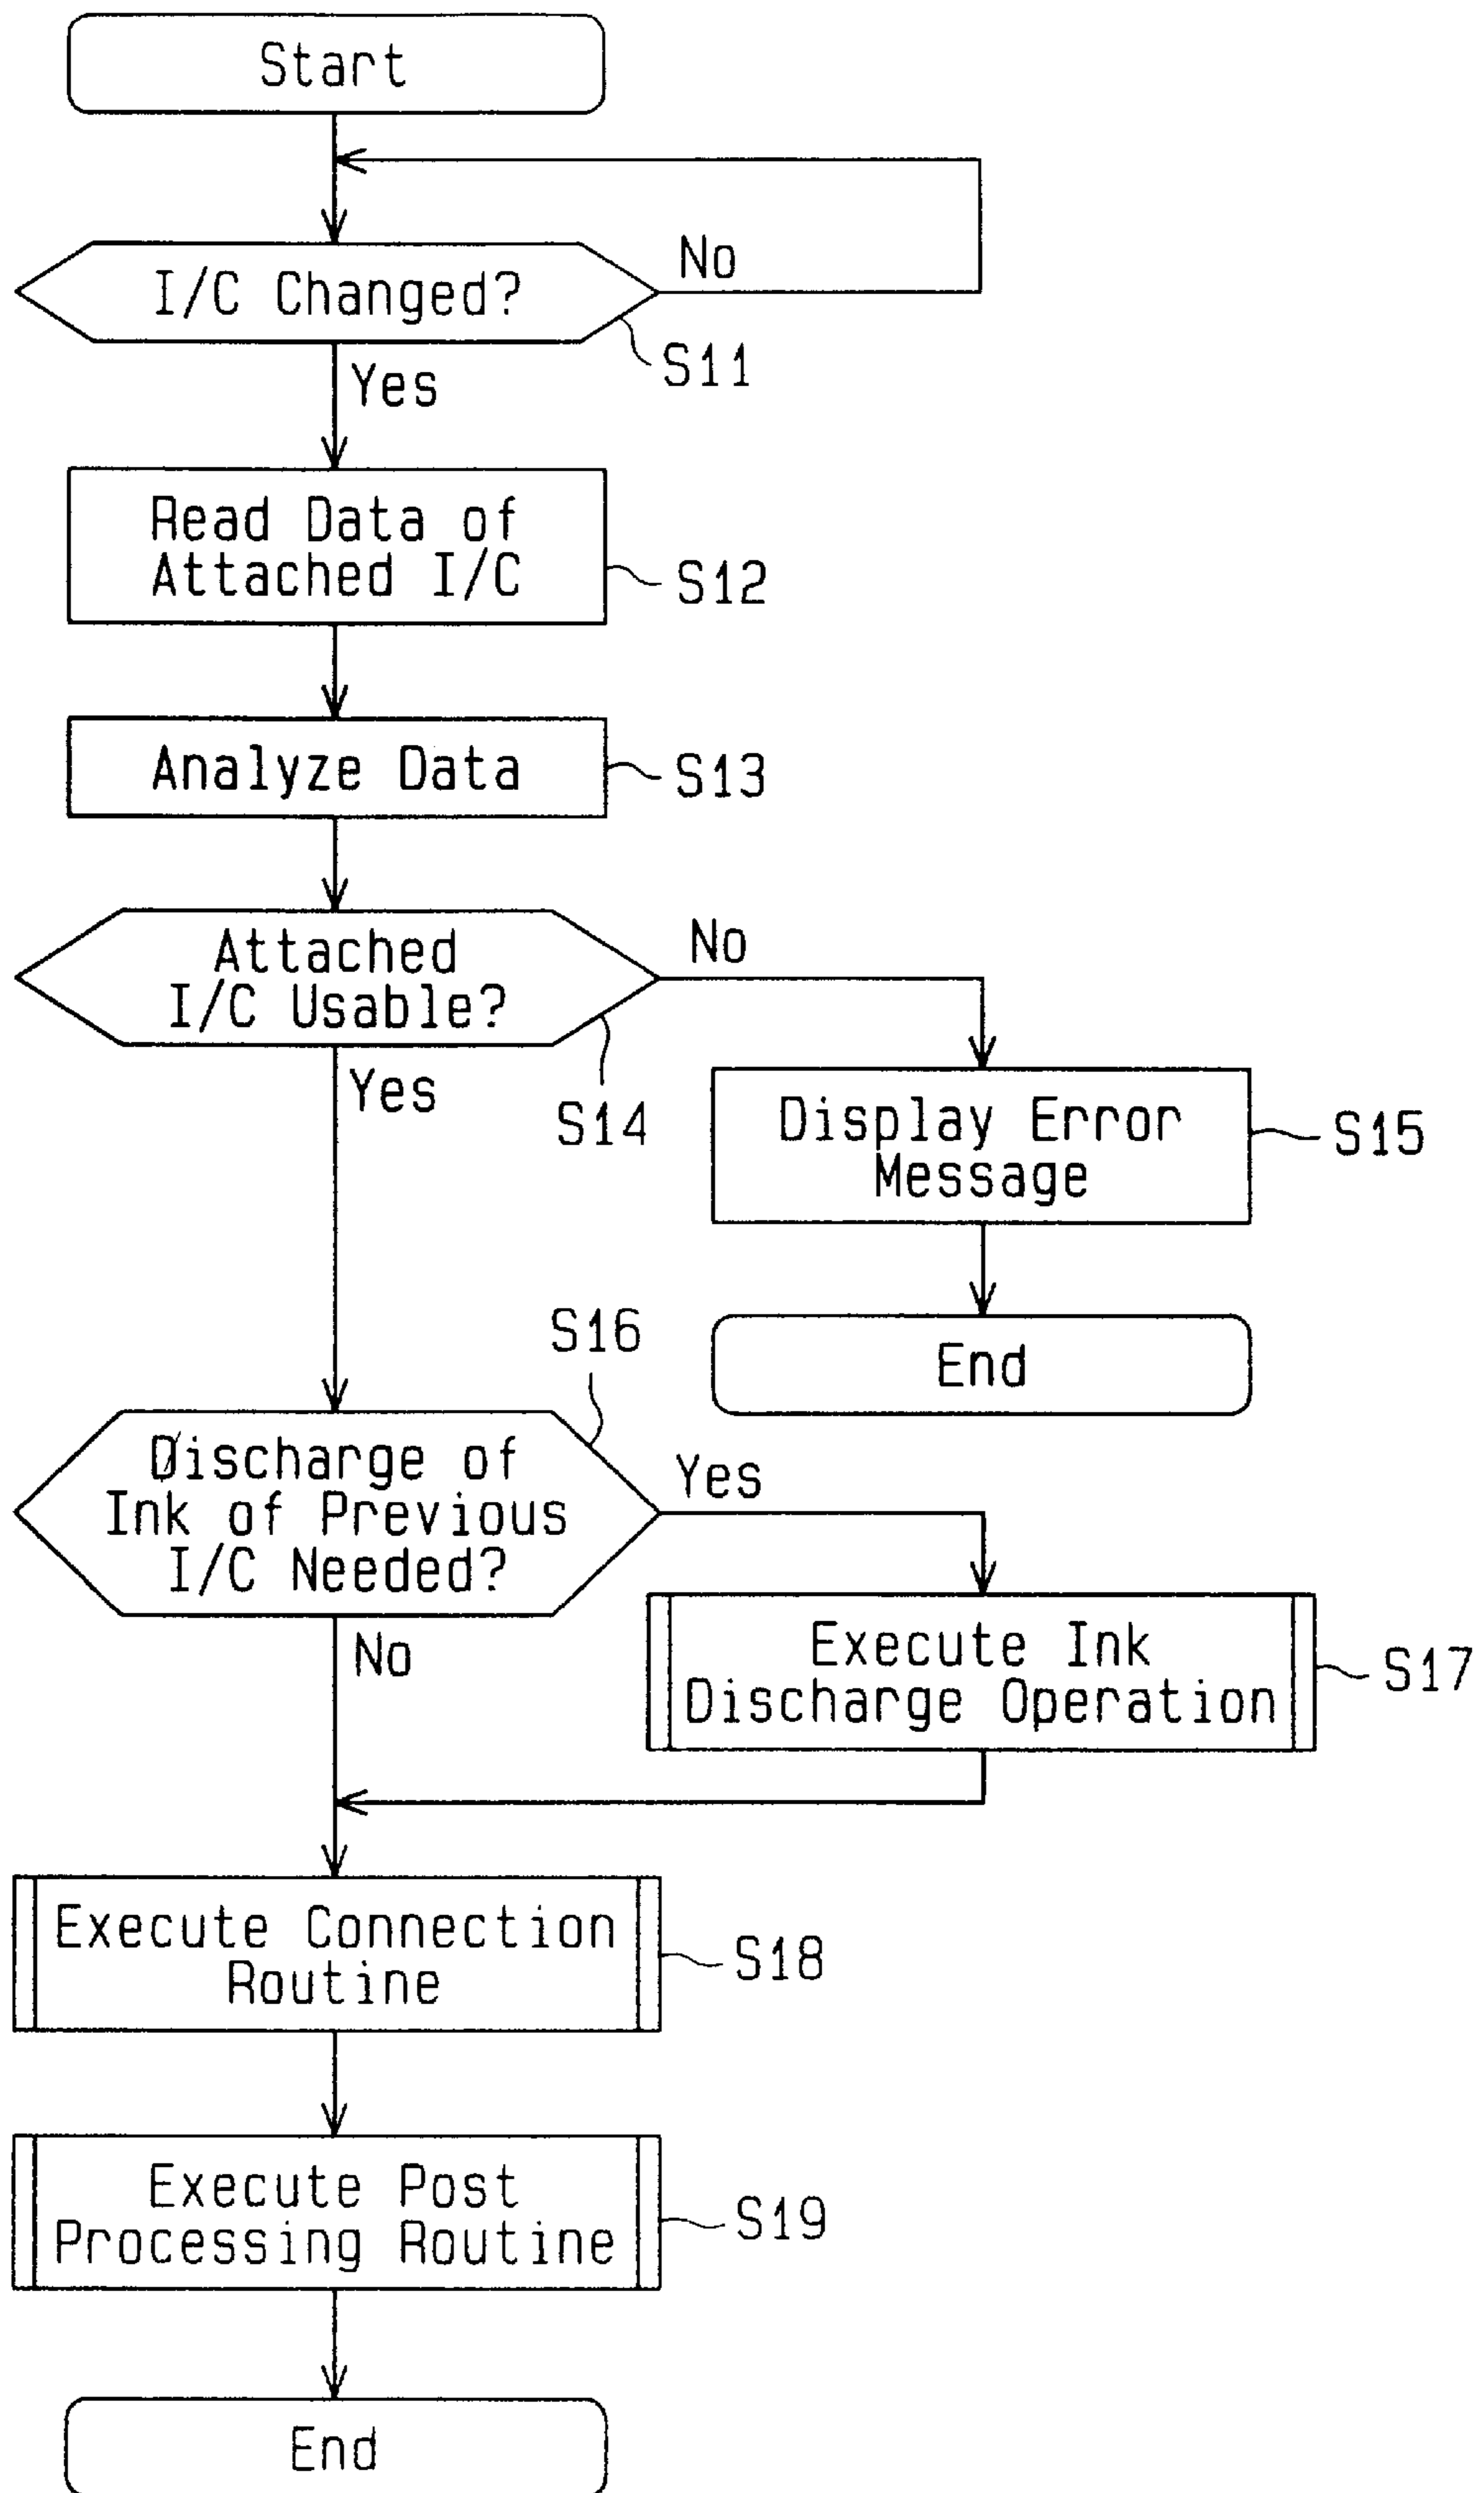 Start
No
I/C Changed?
S11
Yes
Read Data of
Attached I/C
S12
Analyze Data
S13
Attached
I/C Usable?
No
S14
Yes
Display Error
Message
S15
End
S16
Discharge of
Ink of Previous
I/C Needed?
Yes
No
Execute Ink
Discharge Operation
S17
Execute Connection
Routine
S18
Execute Post
Processing Routine
S19
End